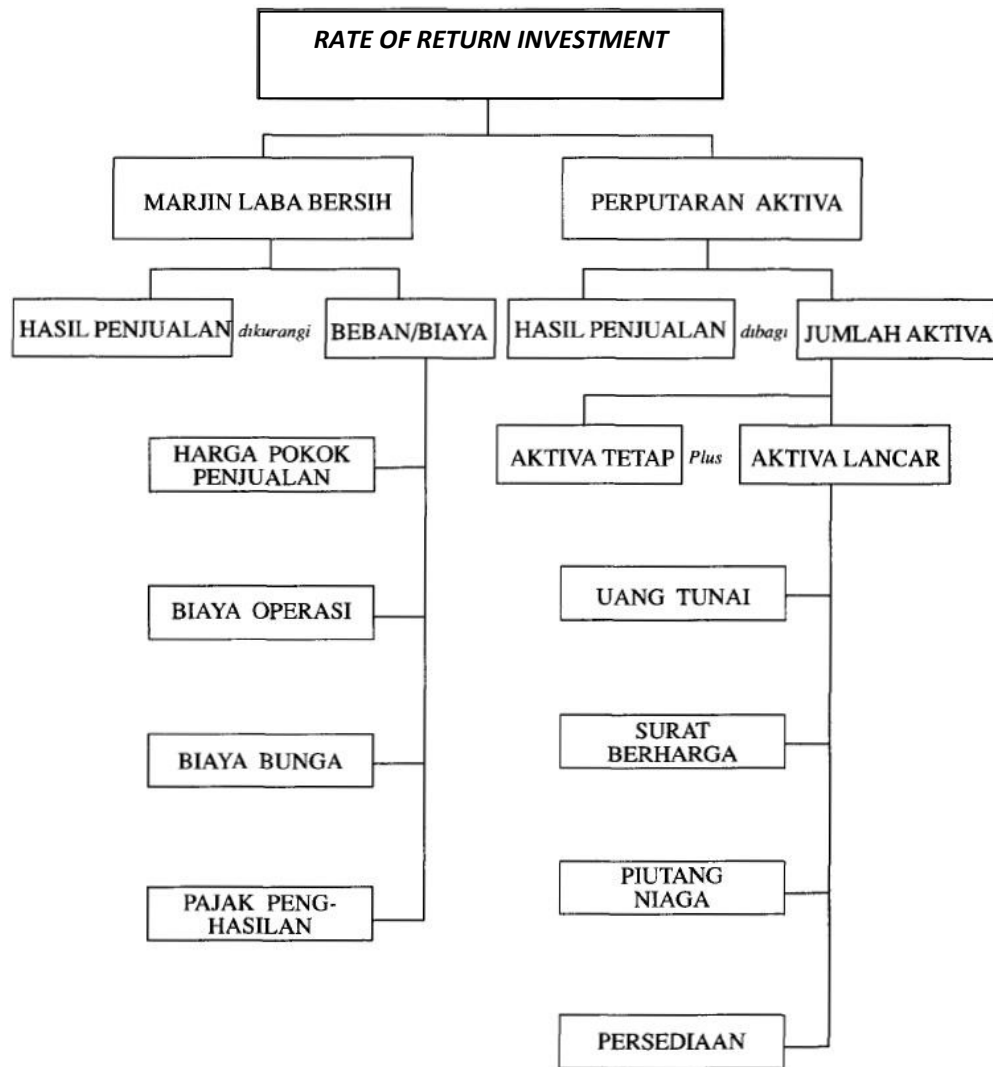 RATE OF RETURN INVESTMENT
MARJIN LABA BERSIH
PERPUTARAN AKTIVA
HASIL PENJUALAN dikurangi BEBAN/BIAYA
HASIL PENJUALAN dibagi JUMLAH AKTIVA
AKTIVA TETAP Plus AKTIVA LANCAR
HARGA POKOK
PENJUALAN
BIAYA OPERASI
BIAYA BUNGA
PAJAK PENG-
HASILAN
UANG TUNAI
SURAT
BERHARGA
PIUTANG
NIAGA
PERSEDIAAN